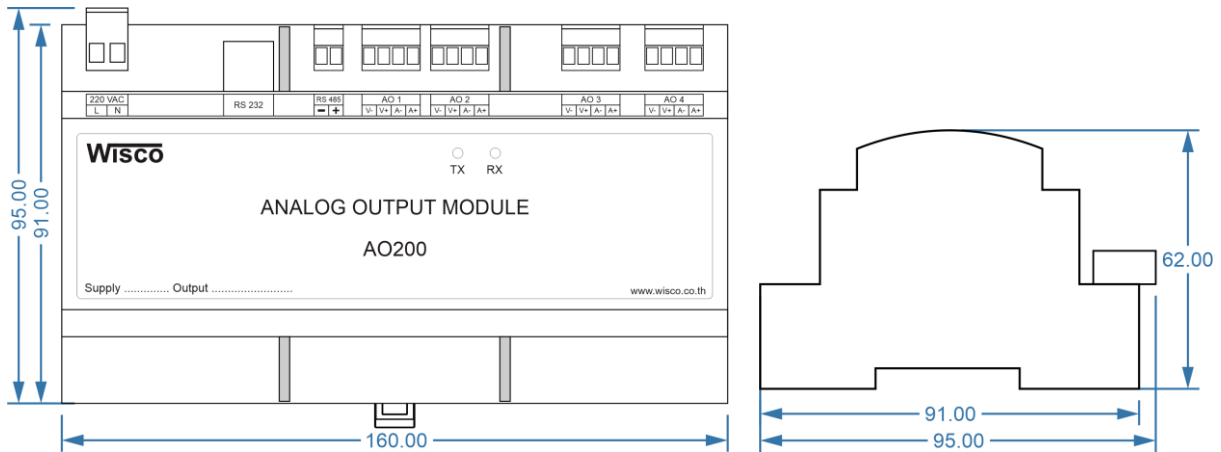 220 VAC
L N
RS 232
RS 485
− +
AO 1
V- V+ A- A+
AO 2
V- V+ A- A+
AO 3
V- V+ A- A+
AO 4
V- V+ A- A+
Wisco
TX RX
ANALOG OUTPUT MODULE
AO200
Supply .............. Output .........................
www.wisco.co.th
95.00
91.00
160.00
62.00
91.00
95.00